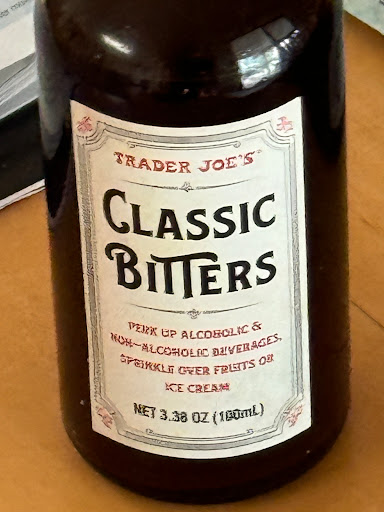 TRADER JOE'S
CLASSIC
BITTERS
PERK UP ALCOHOLIC &
NON-ALCOHOLIC BEVERAGES,
SPRINKLE OVER FRUITS OR
ICE CREAM
NET 3.38 OZ (100mL)